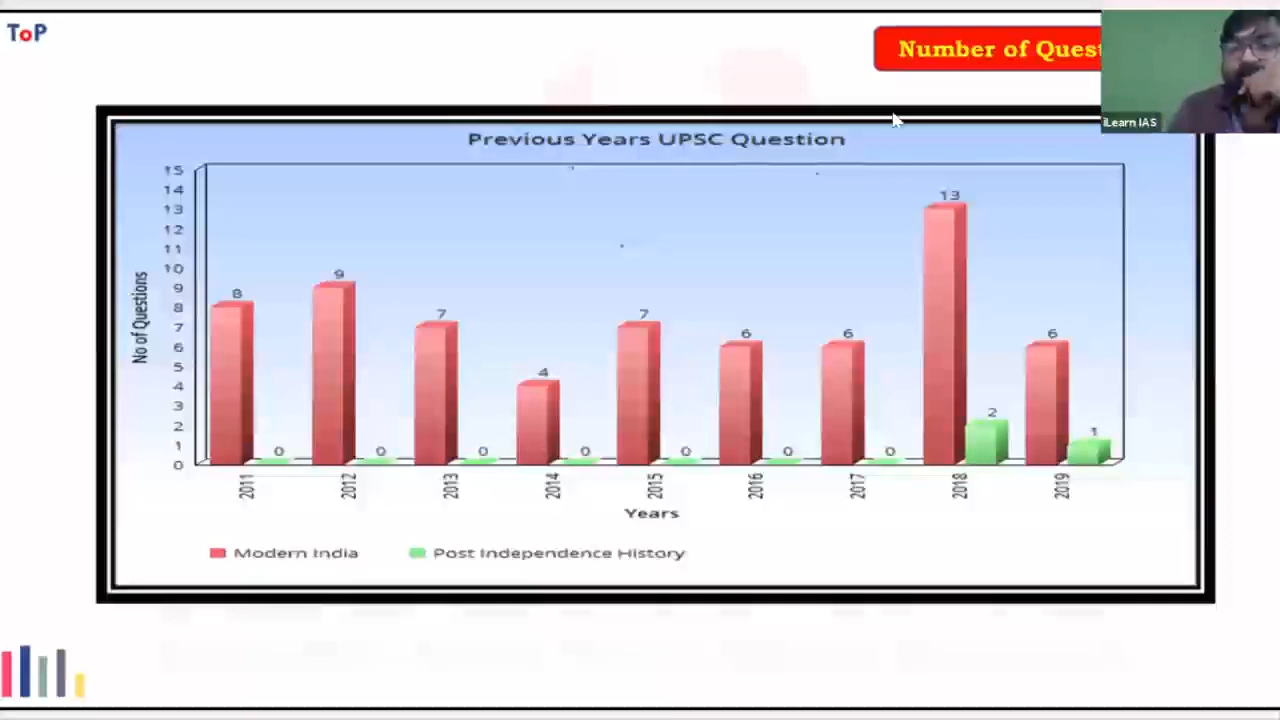 ToP
Number of Quest
iLearn IAS
Previous Years UPSC Question
No of Questions
15
14
13
12
11
10
9
8
7
6
5
4
3
2
1
0
8 0 9 0 7 0 4 0 7 0 6 0 6 0 13 2 6 1
2011 2012 2013 2014 2015 2016 2017 2018 2019
Years
Modern India Post Independence History